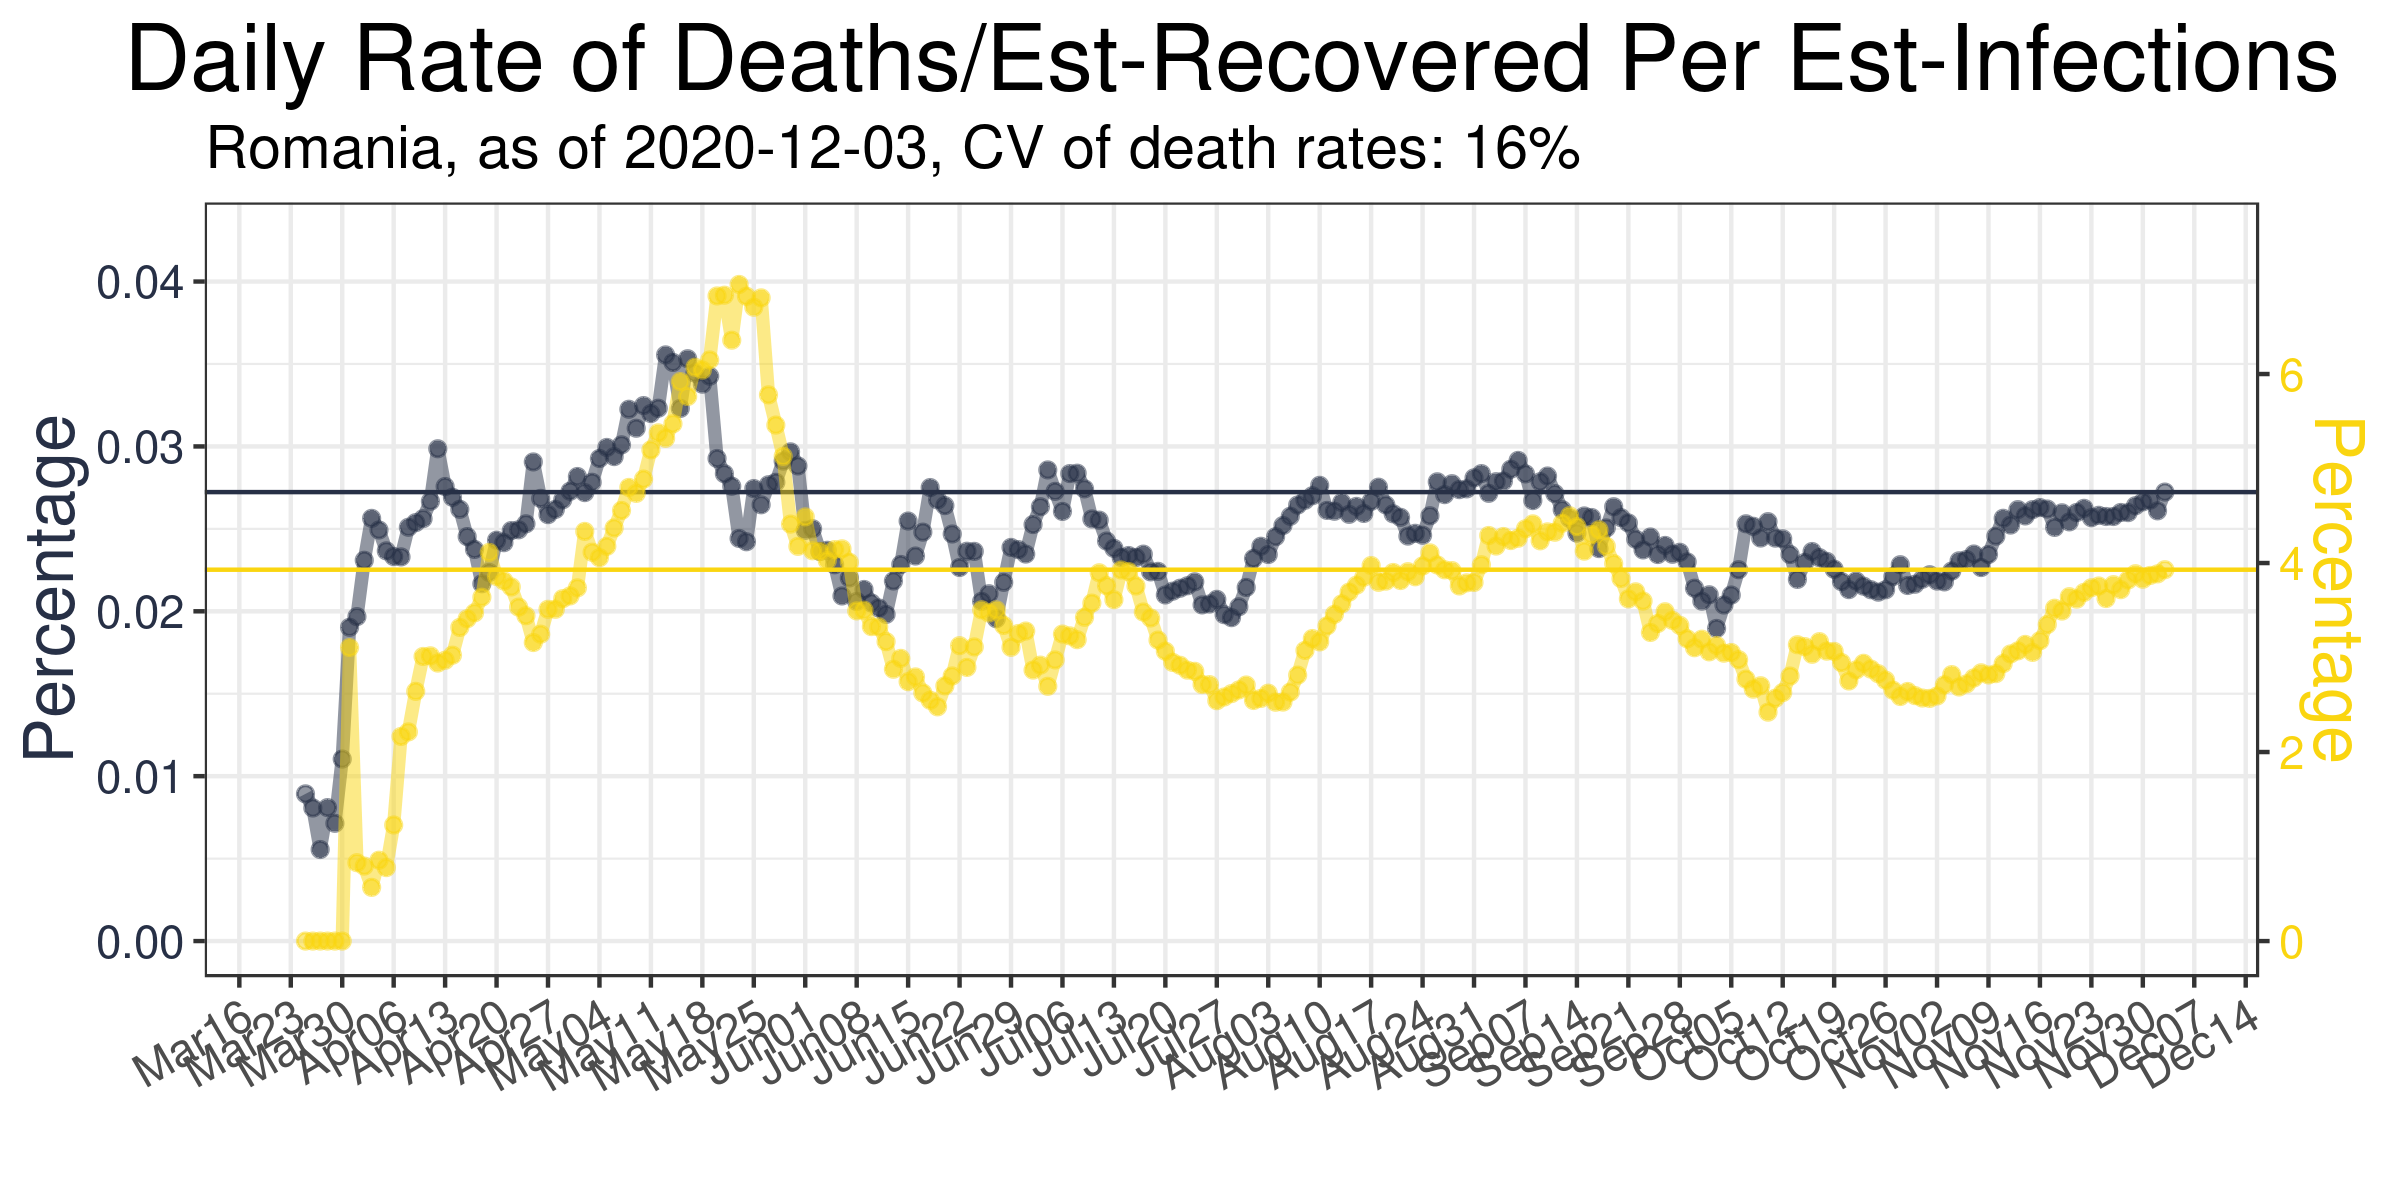 Daily Rate of Deaths/Est-Recovered Per Est-Infections
Romania, as of 2020-12-03, CV of death rates: 16%
Percentage
0.04
0.03
0.02
0.01
0.00
6
4
2
0
Percentage
Mar16
Mar23
Mar30
Apr06
Apr13
Apr20
Apr27
May04
May11
May18
May25
Jun01
Jun08
Jun15
Jun22
Jun29
Jul06
Jul13
Jul20
Jul27
Aug03
Aug10
Aug17
Aug24
Aug31
Sep07
Sep14
Sep21
Sep28
Oct05
Oct12
Oct19
Oct26
Nov02
Nov09
Nov16
Nov23
Nov30
Dec07
Dec14